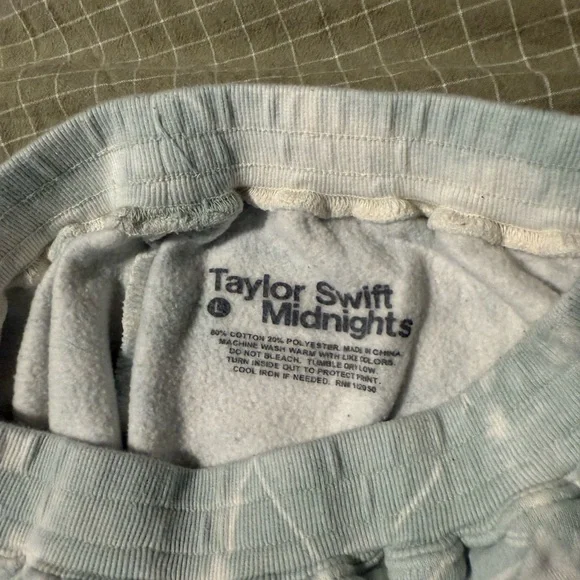 Taylor Swift
L Midnights
80% COTTON 20% POLYESTER. MADE IN CHINA.
MACHINE WASH WARM WITH LIKE COLORS.
DO NOT BLEACH. TUMBLE DRY LOW.
TURN INSIDE OUT TO PROTECT PRINT.
COOL IRON IF NEEDED. RN#